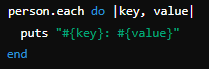 person.each do |key, value|
  puts "#{key}: #{value}"
end